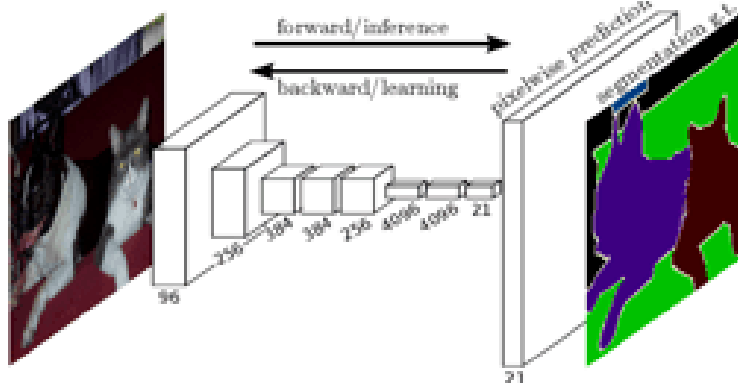 forward/inference
backward/learning
pixelwise prediction
segmentation g.t.
96
256
384
384
256
4096
4096
21
21